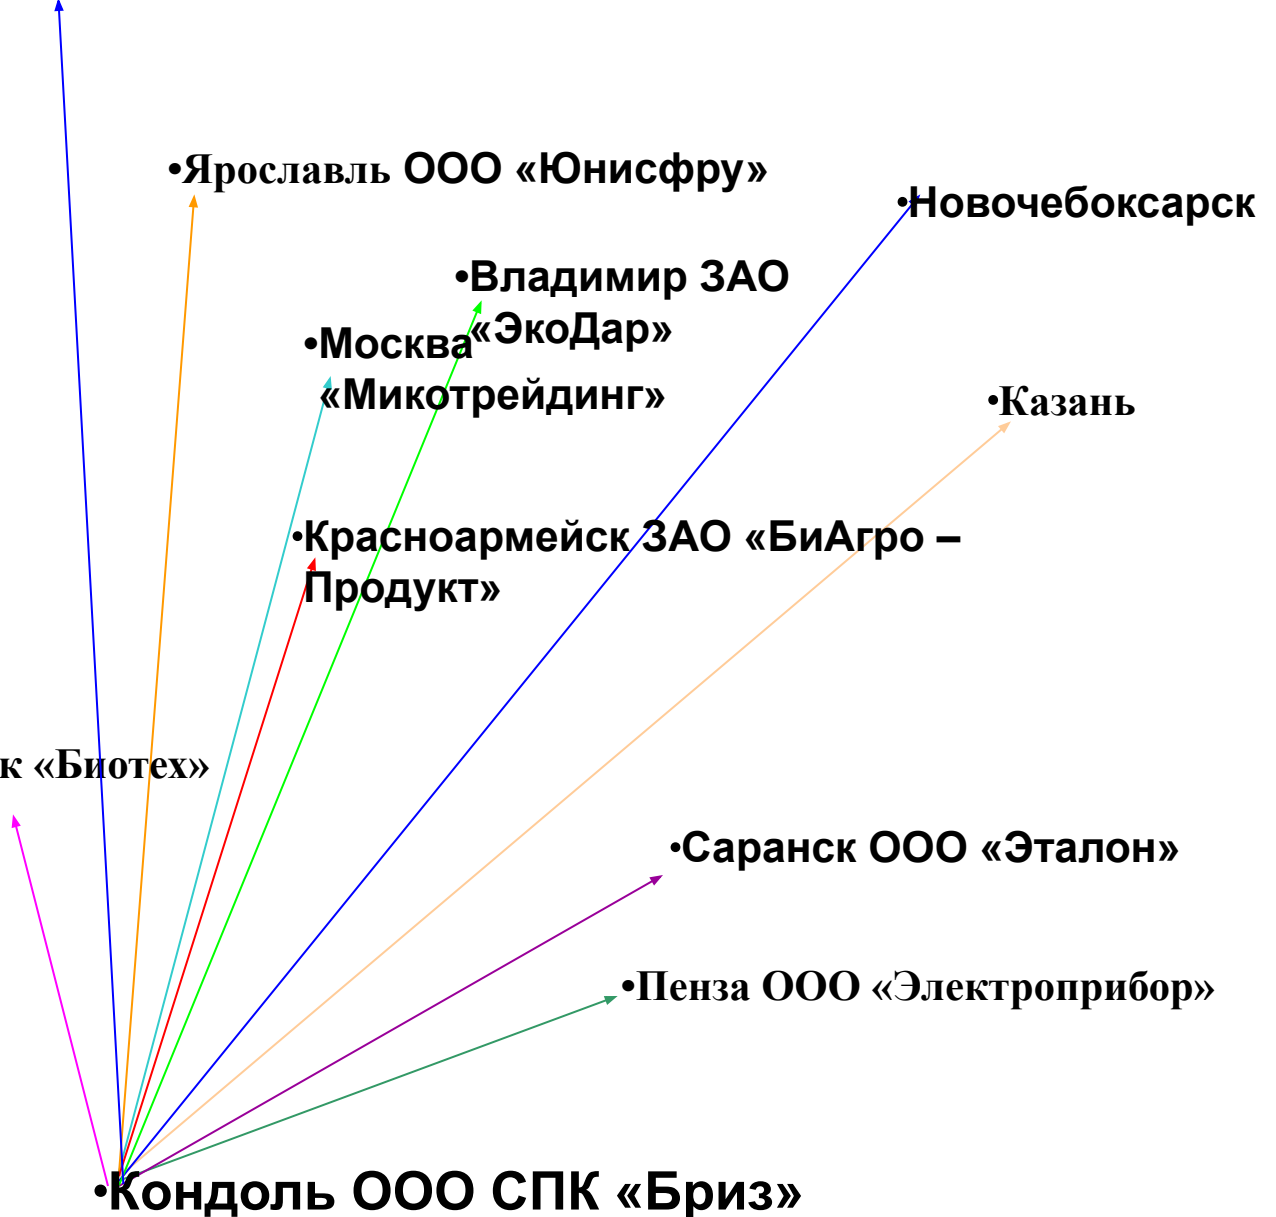 •Ярославль ООО «Юнисфру»
•Новочебоксарск
•Владимир ЗАО
«ЭкоДар»
•Москва
«Микотрейдинг»
•Казань
•Красноармейск ЗАО «БиАгро –
Продукт»
к «Биотех»
•Саранск ООО «Эталон»
•Пенза ООО «Электроприбор»
•Кондоль ООО СПК «Бриз»